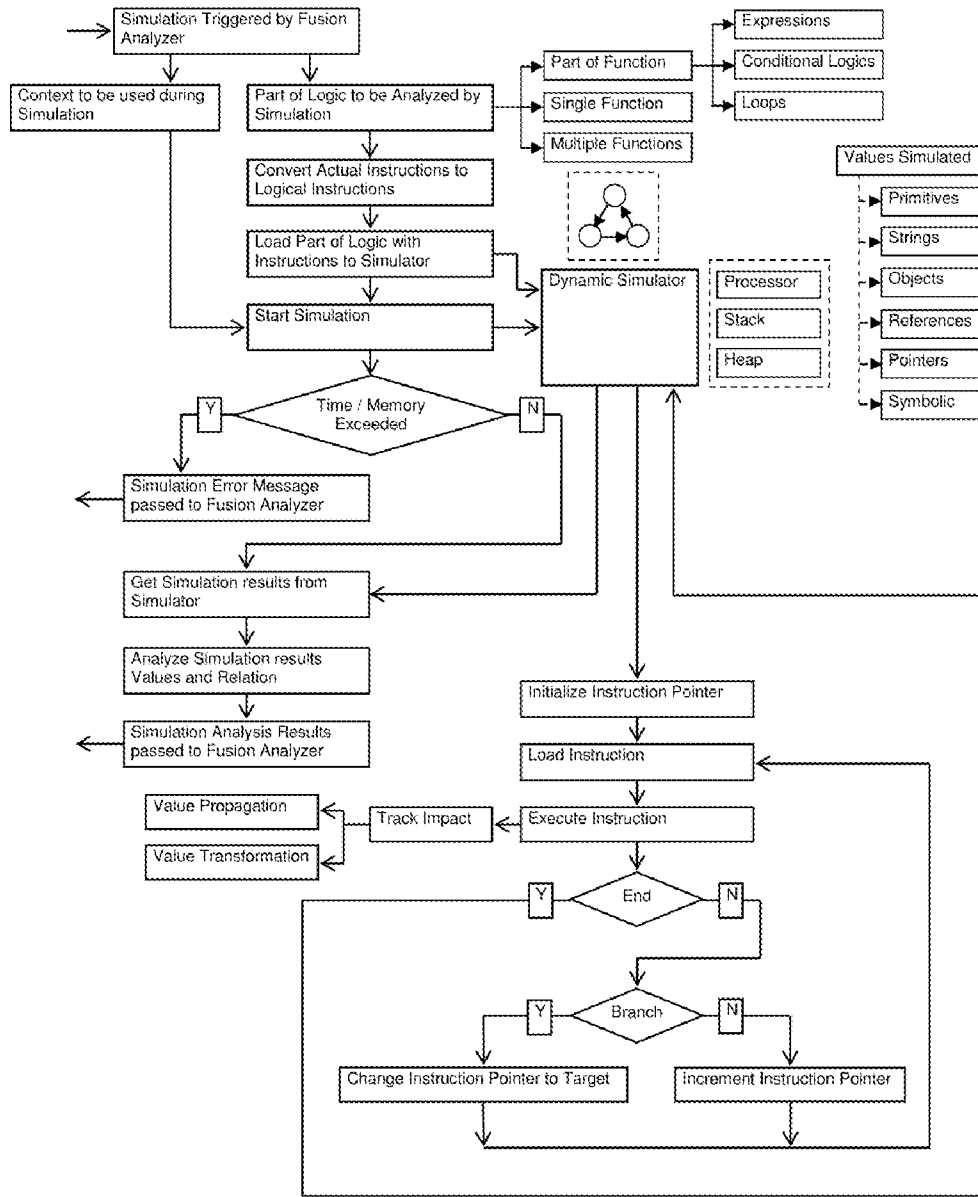 Simulation Triggered by Fusion
Analyzer
Context to be used during
Simulation
Part of Logic to be Analyzed by
Simulation
Part of Function
Single Function
Multiple Functions
Expressions
Conditional Logics
Loops
Convert Actual Instructions to
Logical Instructions
Load Part of Logic with
Instructions to Simulator
Start Simulation
Dynamic Simulator
Processor
Stack
Heap
Values Simulated
Primitives
Strings
Objects
References
Pointers
Symbolic
Y
Time / Memory
Exceeded
N
Simulation Error Message
passed to Fusion Analyzer
Get Simulation results from
Simulator
Analyze Simulation results
Values and Relation
Simulation Analysis Results
passed to Fusion Analyzer
Initialize Instruction Pointer
Load Instruction
Execute Instruction
Track Impact
Value Propagation
Value Transformation
Y
End
N
Y
Branch
N
Change Instruction Pointer to Target
Increment Instruction Pointer